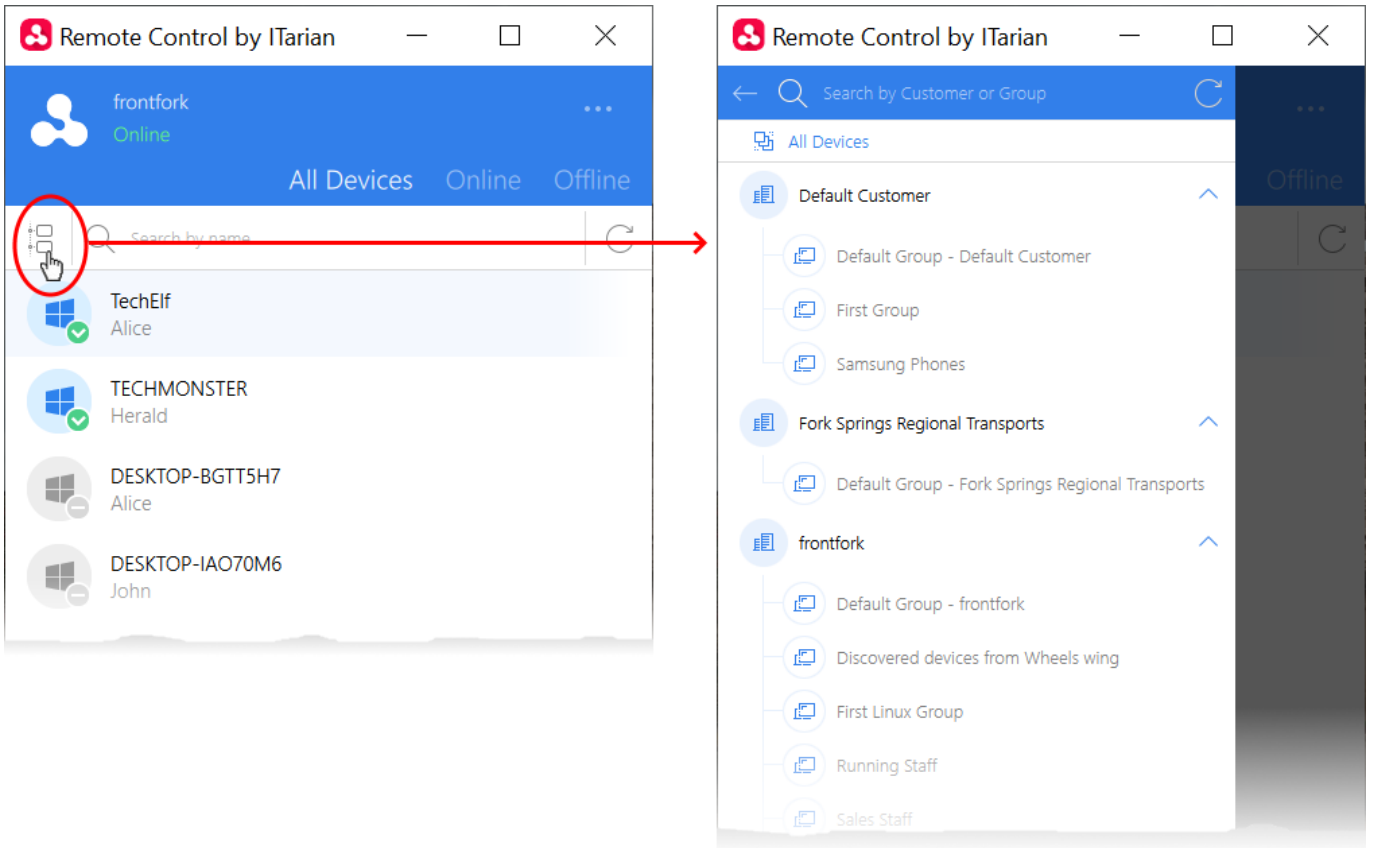 Remote Control by ITarian
frontfork
Online
All Devices Online Offline
Search by name
TechElf
Alice
TECHMONSTER
Herald
DESKTOP-BGTT5H7
Alice
DESKTOP-IAO70M6
John
Remote Control by ITarian
Search by Customer or Group
All Devices
Offline
Default Customer
Default Group - Default Customer
First Group
Samsung Phones
Fork Springs Regional Transports
Default Group - Fork Springs Regional Transports
frontfork
Default Group - frontfork
Discovered devices from Wheels wing
First Linux Group
Running Staff
Sales Staff